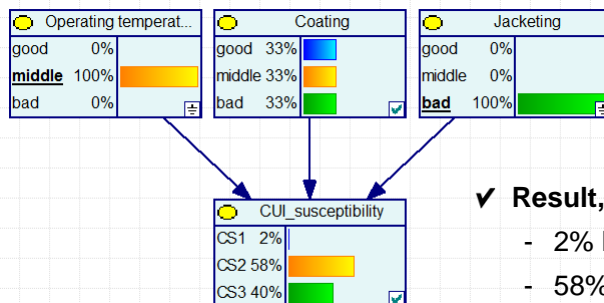 Operating temperat...
good 0%
middle 100%
bad 0%
Coating
good 33%
middle 33%
bad 33%
Jacketing
good 0%
middle 0%
bad 100%
CUI_susceptibility
CS1 2%
CS2 58%
CS3 40%
✔ Result,
- 2%
- 58%